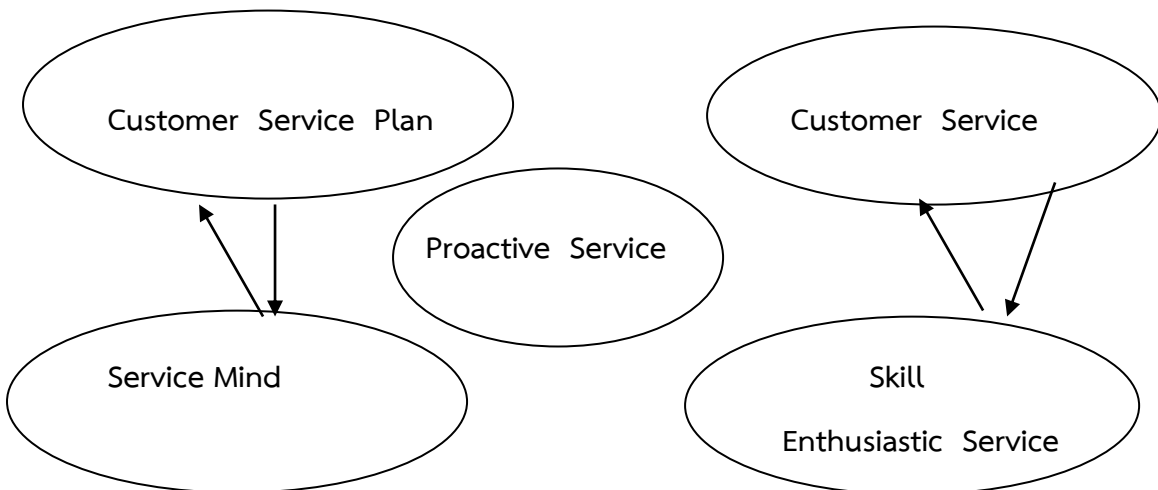 Customer Service Plan
Customer Service
Proactive Service
Service Mind
Skill
Enthusiastic Service